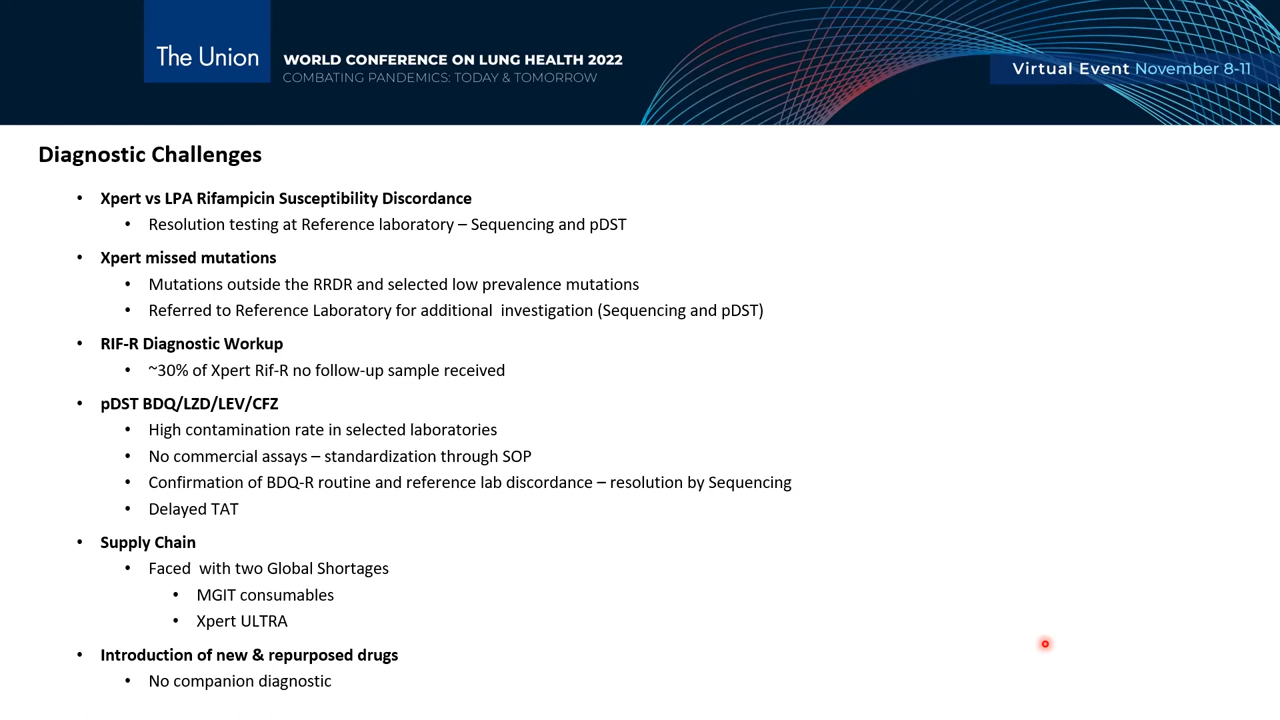 The Union
WORLD CONFERENCE ON LUNG HEALTH 2022
COMBATING PANDEMICS: TODAY & TOMORROW
Virtual Event November 8-11
Diagnostic Challenges
• Xpert vs LPA Rifampicin Susceptibility Discordance
• Resolution testing at Reference laboratory – Sequencing and pDST
• Xpert missed mutations
• Mutations outside the RRDR and selected low prevalence mutations
• Referred to Reference Laboratory for additional investigation (Sequencing and pDST)
• RIF-R Diagnostic Workup
• ~30% of Xpert Rif-R no follow-up sample received
• pDST BDQ/LZD/LEV/CFZ
• High contamination rate in selected laboratories
• No commercial assays – standardization through SOP
• Confirmation of BDQ-R routine and reference lab discordance – resolution by Sequencing
• Delayed TAT
• Supply Chain
• Faced with two Global Shortages
• MGIT consumables
• Xpert ULTRA
• Introduction of new & repurposed drugs
• No companion diagnostic